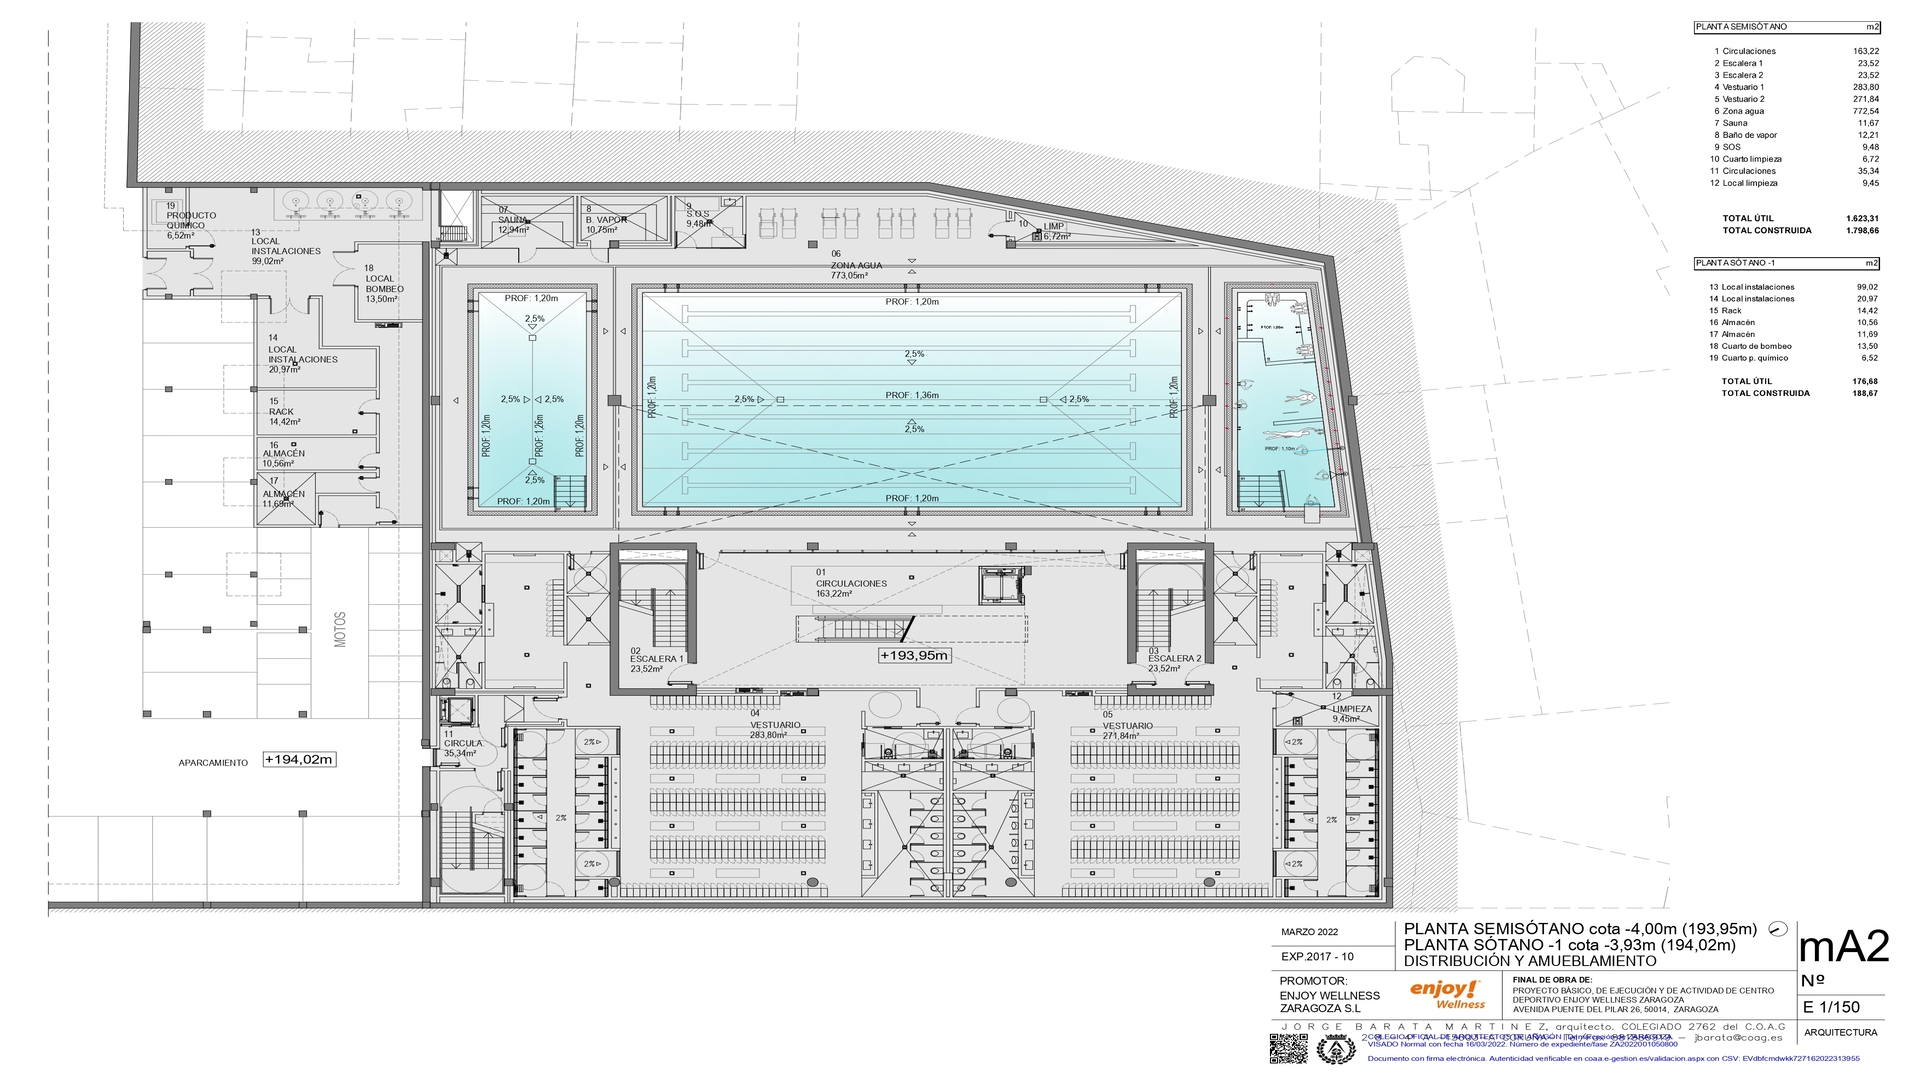 PLANTA SEMISÓTANO m2
1 Circulaciones 163,22
2 Escalera 1 23,52
3 Escalera 2 23,52
4 Vestuario 1 283,80
5 Vestuario 2 271,84
6 Zona agua 772,54
7 Sauna 11,67
8 Baño de vapor 12,21
9 SOS 9,48
10 Cuarto limpieza 6,72
11 Circulaciones 35,34
12 Local limpieza 9,45
TOTAL ÚTIL 1.623,31
TOTAL CONSTRUIDA 1.798,66
PLANTA SÓTANO -1 m2
13 Local instalaciones 99,02
14 Local instalaciones 20,97
15 Rack 14,42
16 Almacén 10,56
17 Almacén 11,69
18 Cuarto de bombeo 13,50
19 Cuarto p. químico 6,52
TOTAL ÚTIL 176,68
TOTAL CONSTRUIDA 188,67
19
PRODUCTO
QUÍMICO
6,52m²
13
LOCAL
INSTALACIONES
99,02m²
18
LOCAL
BOMBEO
13,50m²
14
LOCAL
INSTALACIONES
20,97m²
15
RACK
14,42m²
16
ALMACÉN
10,56m²
17
ALMACÉN
11,69m²
MOTOS
APARCAMIENTO
+194,02m
07
SAUNA
12,94m²
8
B. VAPOR
10,75m²
9
S.O.S
9,48m²
10
LIMP.
6,72m²
06
ZONA AGUA
773,05m²
PROF: 1,20m
2,5%
2,5%
2,5%
PROF: 1,20m
PROF: 1,26m
PROF: 1,20m
2,5%
PROF: 1,20m
PROF: 1,20m
2,5%
PROF: 1,20m
2,5%
PROF: 1,36m
2,5%
PROF: 1,20m
2,5%
PROF: 1,20m
PROF: 1,10m
01
CIRCULACIONES
163,22m²
+193,95m
02
ESCALERA 1
23,52m²
03
ESCALERA 2
23,52m²
04
VESTUARIO
283,80m²
05
VESTUARIO
271,84m²
11
CIRCULA.
35,34m²
12
LIMPIEZA
9,45m²
2%
2%
2%
2%
2%
2%
MARZO 2022
EXP.2017 - 10
PLANTA SEMISÓTANO cota -4,00m (193,95m)
PLANTA SÓTANO -1 cota -3,93m (194,02m)
DISTRIBUCIÓN Y AMUEBLAMIENTO
mA2
Nº
E 1/150
ARQUITECTURA
PROMOTOR:
ENJOY WELLNESS
ZARAGOZA S.L
enjoy!
Wellness
FINAL DE OBRA DE:
PROYECTO BÁSICO, DE EJECUCIÓN Y DE ACTIVIDAD DE CENTRO
DEPORTIVO ENJOY WELLNESS ZARAGOZA
AVENIDA PUENTE DEL PILAR 26, 50014, ZARAGOZA
JORGE BARATA MARTINEZ, arquitecto. COLEGIADO 2762 del C.O.A.G
jbarata@coag.es
COLEGIO OFICIAL DE ARQUITECTOS DE ARAGÓN
VISADO Normal con fecha 16/03/2022. Número de expediente/fase ZA2022001050800
Documento con firma electrónica. Autenticidad verificable en coaa.e-gestion.es/validacion.aspx con CSV: EVdbfcmdwkk727162022313955